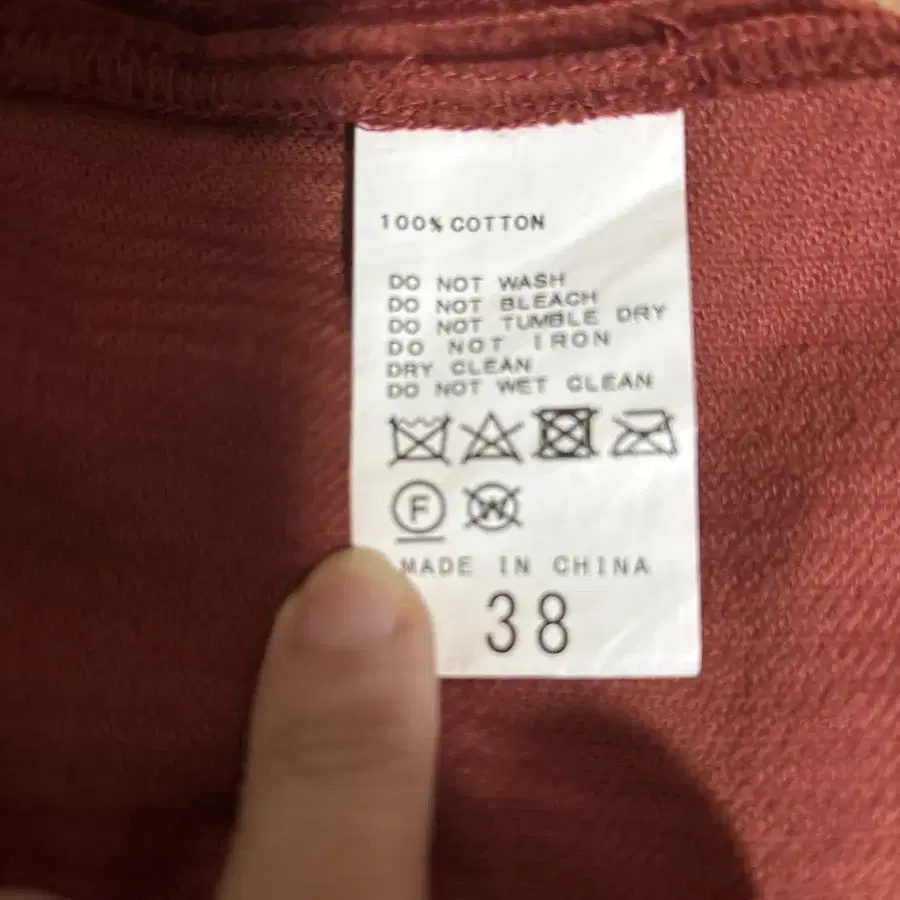 100% COTTON
DO NOT WASH
DO NOT BLEACH
DO NOT TUMBLE DRY
DO NOT IRON
DRY CLEAN
DO NOT WET CLEAN
F W
MADE IN CHINA
38